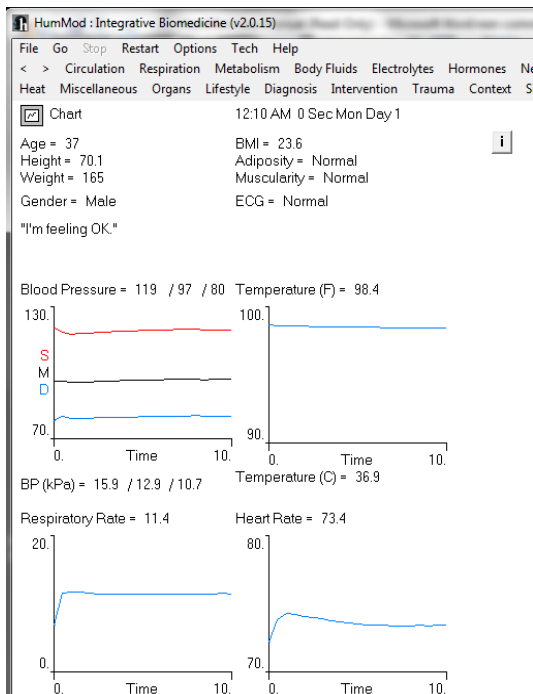 HumMod : Integrative Biomedicine (v2.0.15)
File Go Stop Restart Options Tech Help
< > Circulation Respiration Metabolism Body Fluids Electrolytes Hormones
Heat Miscellaneous Organs Lifestyle Diagnosis Intervention Trauma Context
Chart 12:10 AM 0 Sec Mon Day 1
Age = 37 BMI = 23.6 i
Height = 70.1 Adiposity = Normal
Weight = 165 Muscularity = Normal
Gender = Male ECG = Normal
"I'm feeling OK."
Blood Pressure = 119 / 97 / 80 Temperature (F) = 98.4
130. 100.
S
M
D
70. 90.
0. Time 10. 0. Time 10.
BP (kPa) = 15.9 / 12.9 / 10.7 Temperature (C) = 36.9
Respiratory Rate = 11.4 Heart Rate = 73.4
20. 80.
0. 70.
0. Time 10. 0. Time 10.